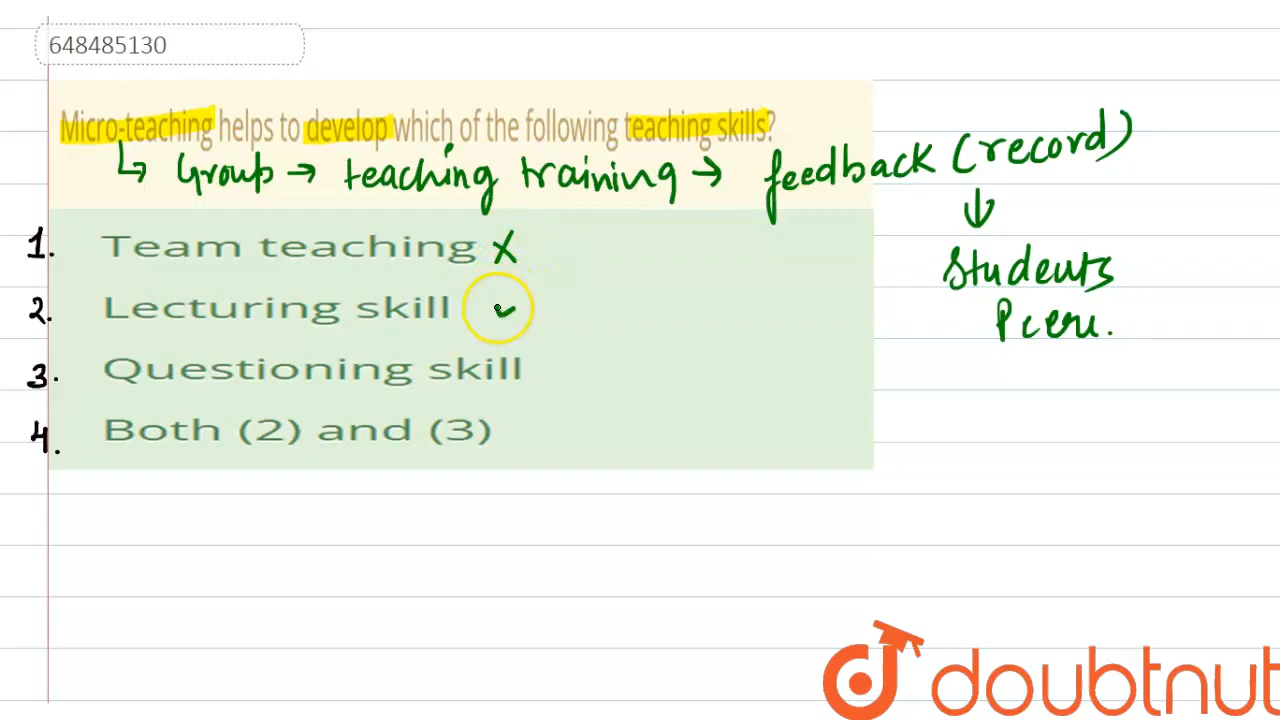 648485130
Micro-teaching helps to develop which of the following teaching skills?
↳ Group → teaching training → feedback (record)
↓
Students
1. Team teaching ✗
2. Lecturing skill ✓
3. Questioning skill
4. Both (2) and (3)
doubtnut